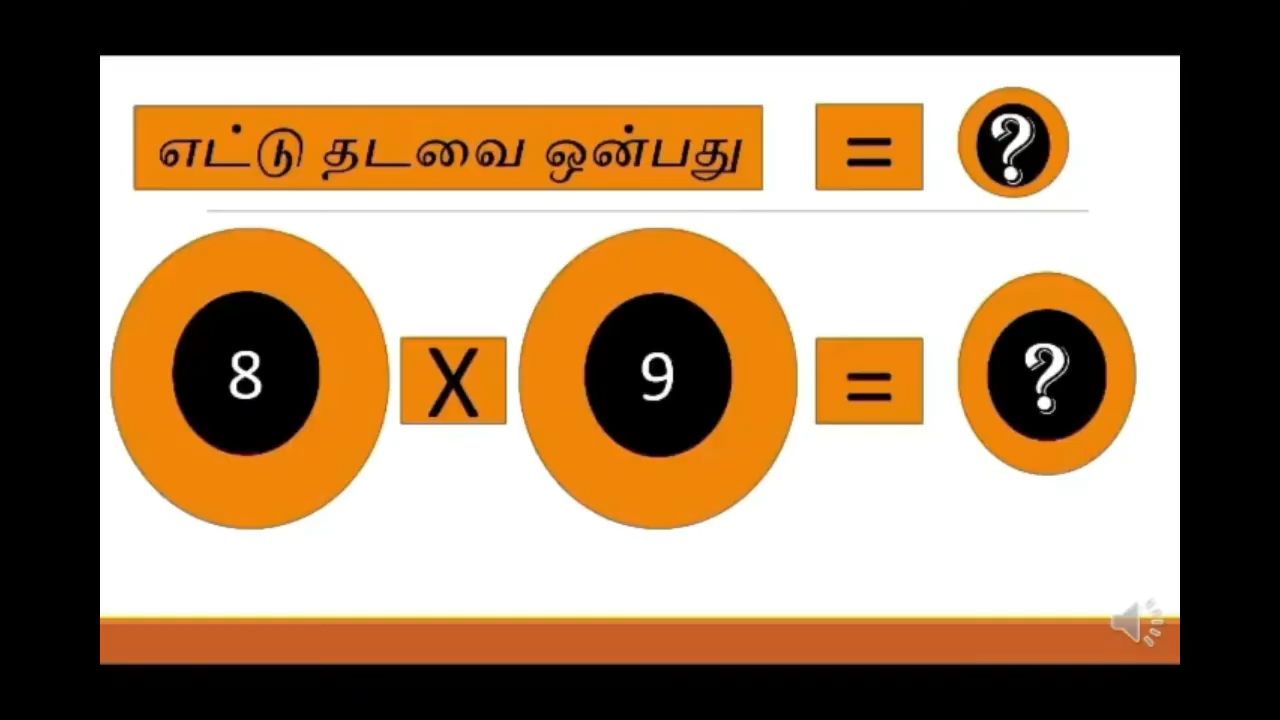 எட்டு தடவை ஒன்பது = ?
8 X 9 = ?